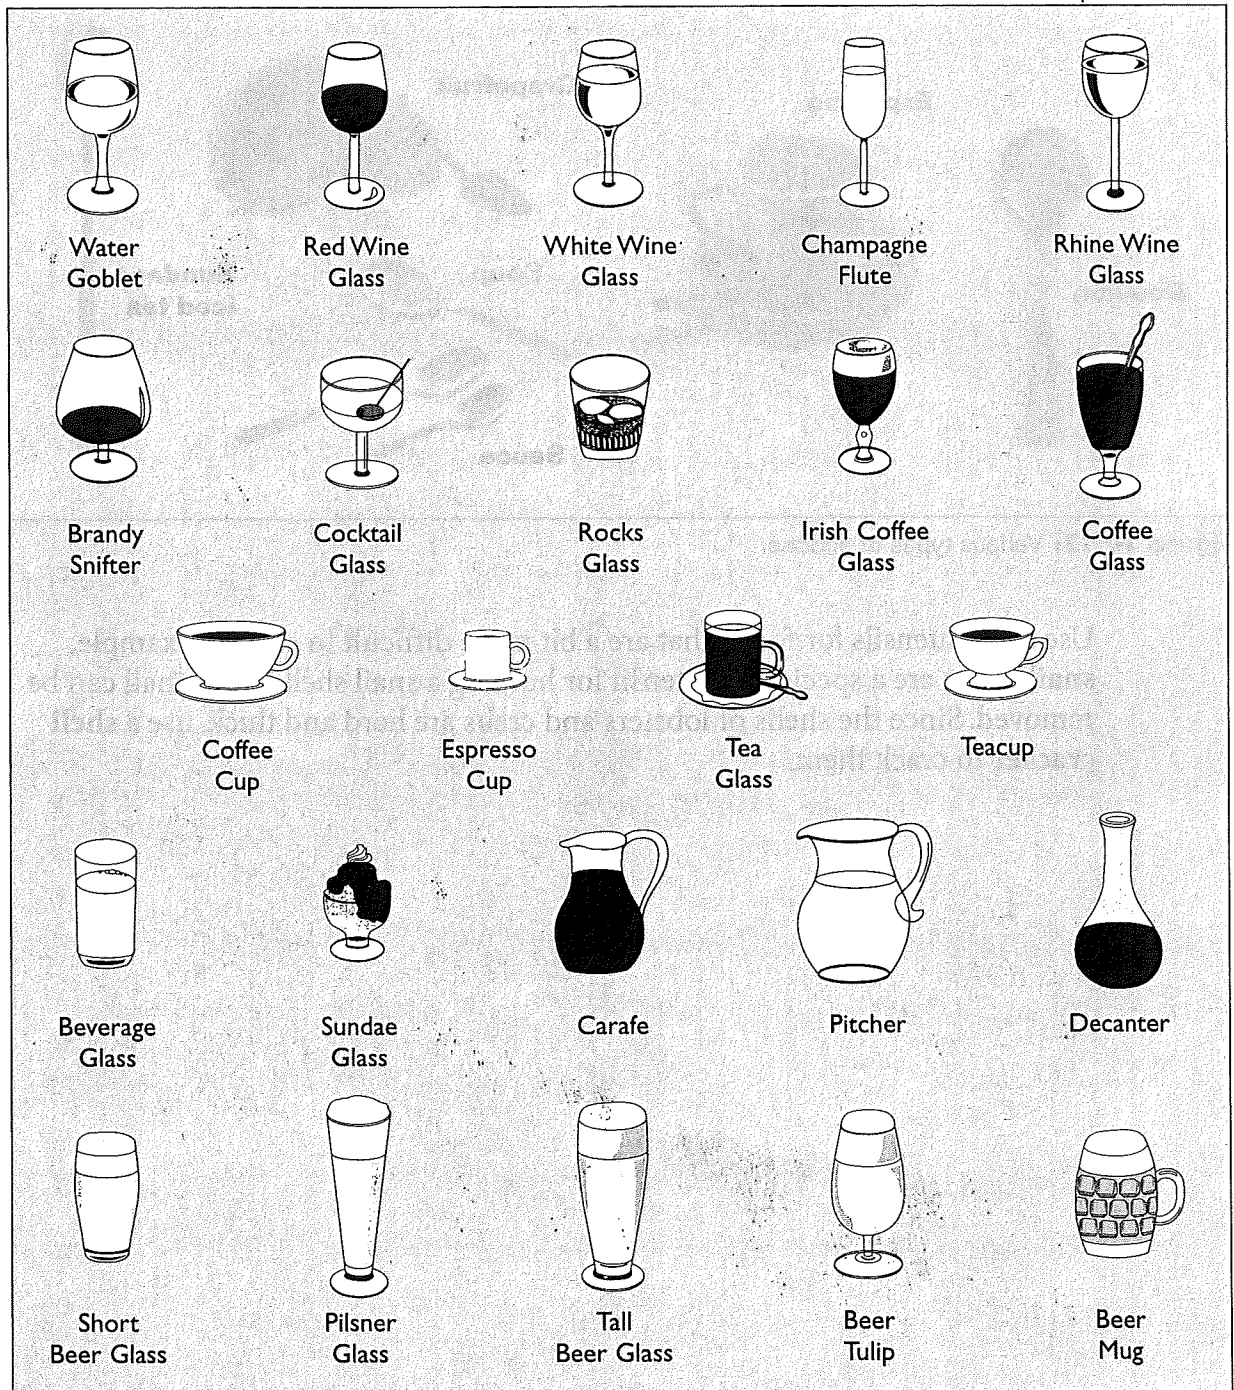 Water
Goblet
Red Wine
Glass
White Wine
Glass
Champagne
Flute
Rhine Wine
Glass
Brandy
Snifter
Cocktail
Glass
Rocks
Glass
Irish Coffee
Glass
Coffee
Glass
Coffee
Cup
Espresso
Cup
Tea
Glass
Teacup
Beverage
Glass
Sundae
Glass
Carafe
Pitcher
Decanter
Short
Beer Glass
Pilsner
Glass
Tall
Beer Glass
Beer
Tulip
Beer
Mug